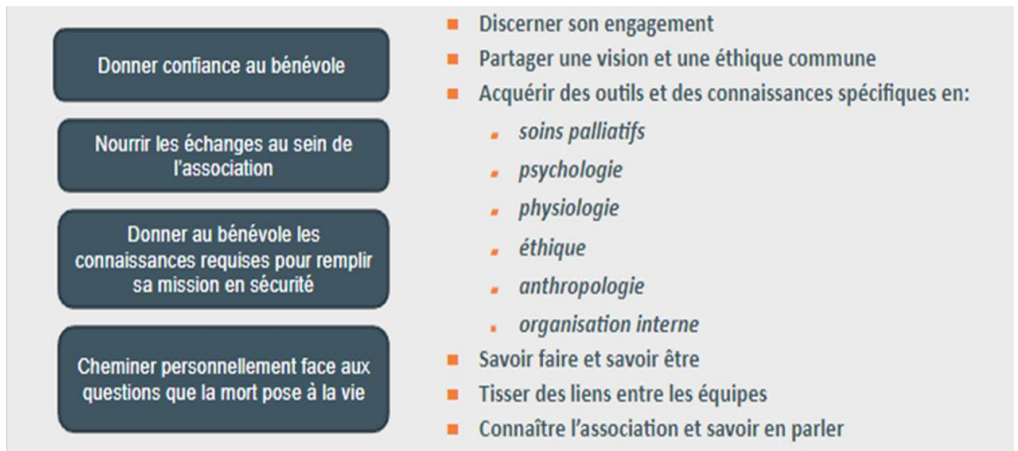 Donner confiance au bénévole
Nourrir les échanges au sein de
l'association
Donner au bénévole les
connaissances requises pour remplir
sa mission en sécurité
Cheminer personnellement face aux
questions que la mort pose à la vie
Discerner son engagement
Partager une vision et une éthique commune
Acquérir des outils et des connaissances spécifiques en:
soins palliatifs
psychologie
physiologie
éthique
anthropologie
organisation interne
Savoir faire et savoir être
Tisser des liens entre les équipes
Connaître l'association et savoir en parler